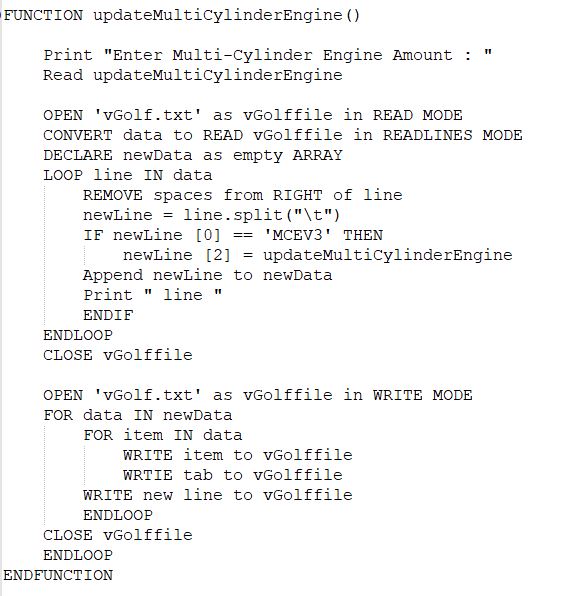 FUNCTION updateMultiCylinderEngine()
Print "Enter Multi-Cylinder Engine Amount : "
Read updateMultiCylinderEngine
OPEN 'vGolf.txt' as vGolffile in READ MODE
CONVERT data to READ vGolffile in READLINES MODE
DECLARE newData as empty ARRAY
LOOP line IN data
REMOVE spaces from RIGHT of line
newLine = line.split("\t")
IF newLine [0] == 'MCEV3' THEN
newLine [2] = updateMultiCylinderEngine
Append newLine to newData
Print " line "
ENDIF
ENDLOOP
CLOSE vGolffile
OPEN 'vGolf.txt' as vGolffile in WRITE MODE
FOR data IN newData
FOR item IN data
WRITE item to vGolffile
WRTIE tab to vGolffile
WRITE new line to vGolffile
ENDLOOP
CLOSE vGolffile
ENDLOOP
ENDFUNCTION